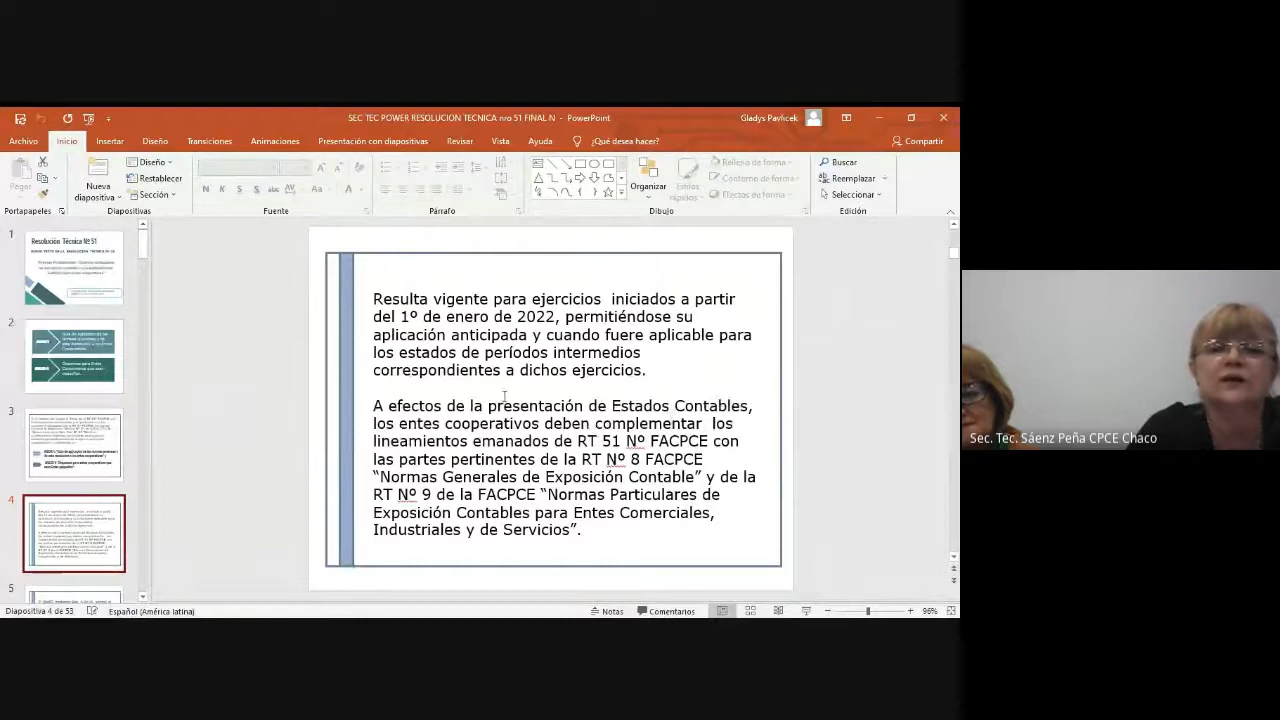 SEC TEC POWER RESOLUCION TECNICA nro 51 FINAL N - PowerPoint
Gladys Pavlicek
Archivo Inicio Insertar Diseño Transiciones Animaciones Presentación con diapositivas Revisar Vista Ayuda ¿Qué desea hacer? Compartir
Pegar
Nueva diapositiva
Diseño
Restablecer
Sección
Organizar
Estilos rápidos
Relleno de forma
Contorno de forma
Efectos de forma
Buscar
Reemplazar
Seleccionar
Portapapeles Diapositivas Fuente Párrafo Dibujo Edición
1
Resolución Técnica Nº 51
2
3
4
5
Resulta vigente para ejercicios iniciados a partir
del 1º de enero de 2022, permitiéndose su
aplicación anticipada y cuando fuere aplicable para
los estados de periodos intermedios
correspondientes a dichos ejercicios.
A efectos de la presentación de Estados Contables,
los entes cooperativos deben complementar los
lineamientos emanados de RT 51 Nº FACPCE con
las partes pertinentes de la RT Nº 8 FACPCE
“Normas Generales de Exposición Contable” y de la
RT Nº 9 de la FACPCE “Normas Particulares de
Exposición Contables para Entes Comerciales,
Industriales y de Servicios”.
Sec. Tec. Sáenz Peña CPCE Chaco
Diapositiva 4 de 53 Español (América latina) Notas Comentarios 96%